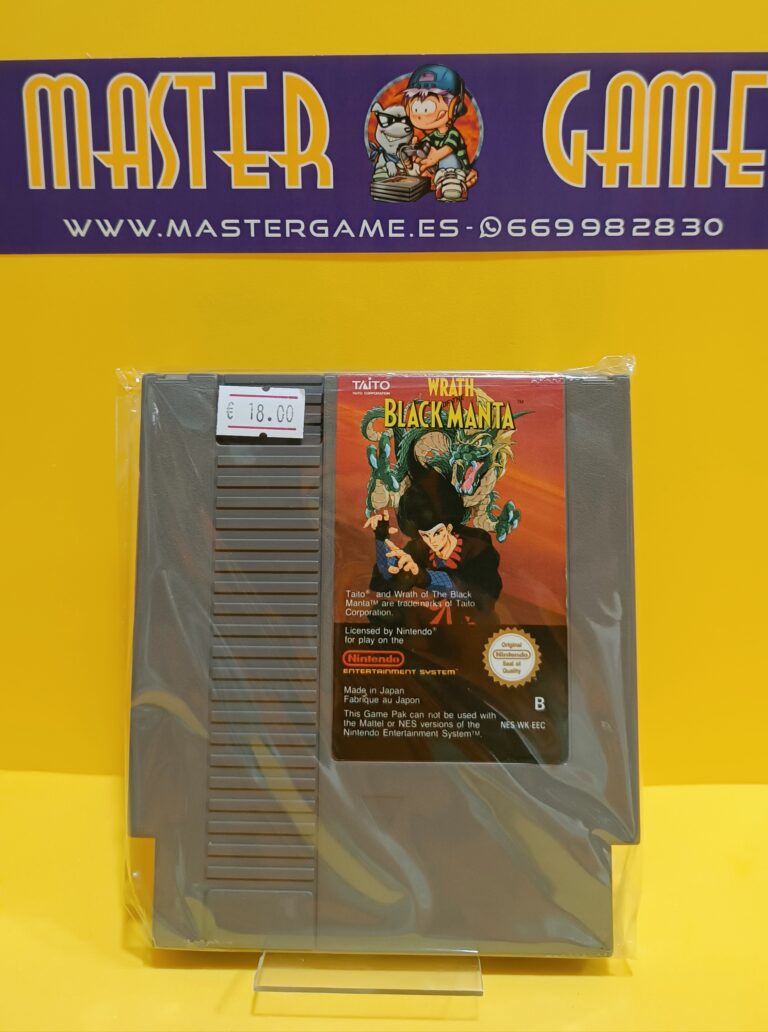 MASTER GAME
WWW.MASTERGAME.ES - 669982830
€ 18.00
TAITO
TAITO CORPORATION
WRATH
BLACK MANTA™
Taito® and Wrath of The Black
Manta™ are trademarks of Taito
Corporation.
Licensed by Nintendo®
for play on the
Nintendo
ENTERTAINMENT SYSTEM™
Original
Nintendo
Seal of
Quality
Made in Japan
Fabriqué au Japon
B
This Game Pak can not be used with
the Mattel or NES versions of the
Nintendo Entertainment System™.
NES-WK-EEC